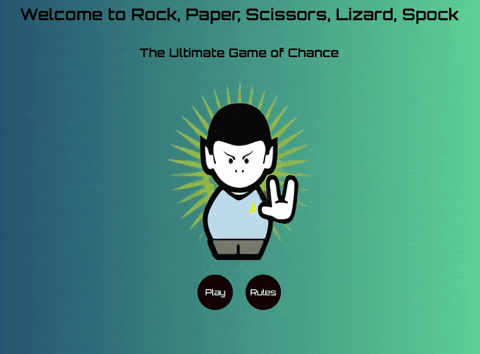 Welcome to Rock, Paper, Scissors, Lizard, Spock
The Ultimate Game of Chance
Play
Rules